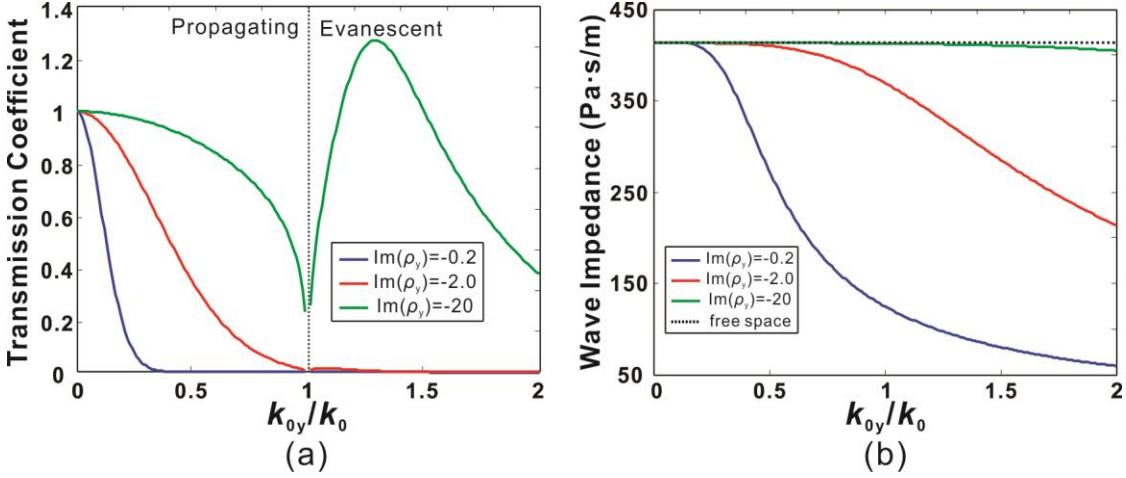 1.4
1.2
1
0.8
0.6
0.4
0.2
0
Transmission Coefficient
Propagating
Evanescent
Im(ρy)=-0.2
Im(ρy)=-2.0
Im(ρy)=-20
0
0.5
1
1.5
2
k0y/k0
(a)
450
350
250
150
50
Wave Impedance (Pa·s/m)
Im(ρy)=-0.2
Im(ρy)=-2.0
Im(ρy)=-20
free space
0
0.5
1
1.5
2
k0y/k0
(b)